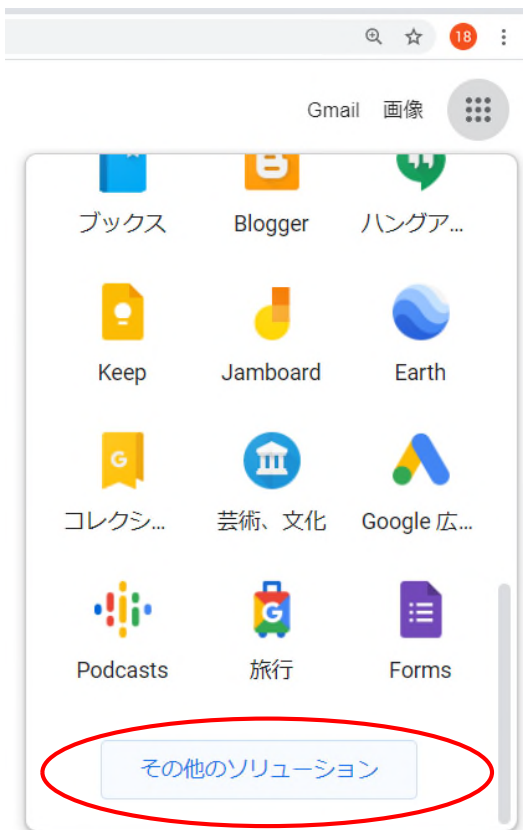 18
Gmail 画像
ブックス Blogger ハングア...
Keep Jamboard Earth
G
コレクシ... 芸術、文化 Google 広...
G
Podcasts 旅行 Forms
その他のソリューション